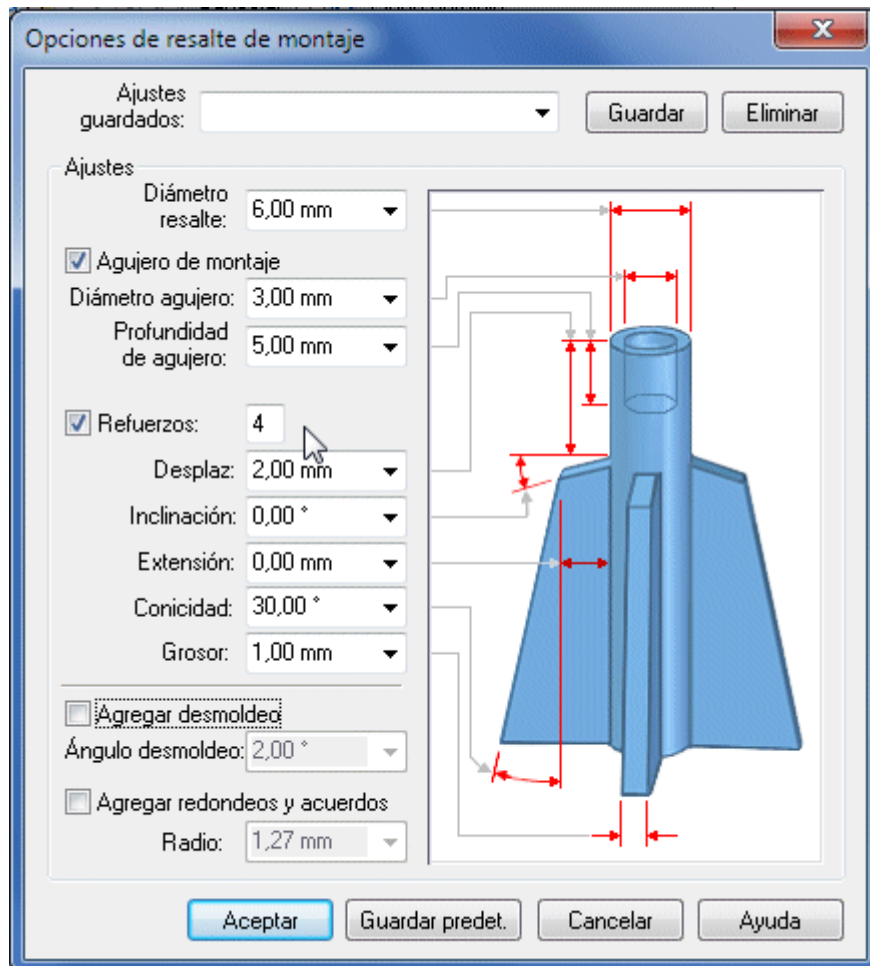 Opciones de resalte de montaje
Ajustes
guardados:
Guardar
Eliminar
Ajustes
Diámetro
resalte:
6,00 mm
Agujero de montaje
Diámetro agujero:
3,00 mm
Profundidad
de agujero:
5,00 mm
Refuerzos:
4
Desplaz:
2,00 mm
Inclinación:
0,00 °
Extensión:
0,00 mm
Conicidad:
30,00 °
Grosor:
1,00 mm
Agregar desmoldeo
Ángulo desmoldeo:
2,00 °
Agregar redondeos y acuerdos
Radio:
1,27 mm
Aceptar
Guardar predet.
Cancelar
Ayuda